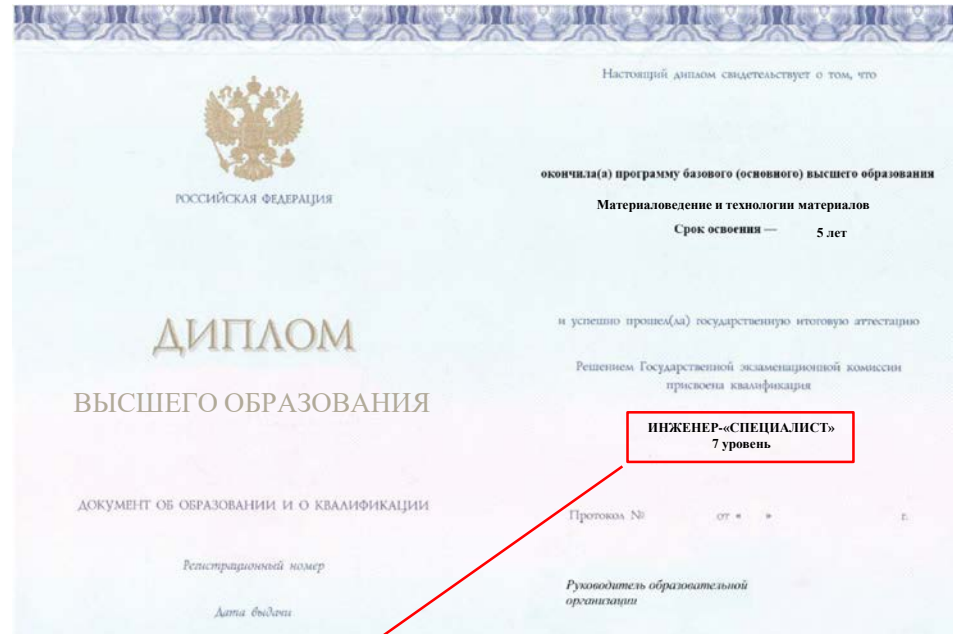 РОССИЙСКАЯ ФЕДЕРАЦИЯ
ДИПЛОМ
ВЫСШЕГО ОБРАЗОВАНИЯ
ДОКУМЕНТ ОБ ОБРАЗОВАНИИ И О КВАЛИФИКАЦИИ
Регистрационный номер
Дата выдачи
Настоящий диплом свидетельствует о том, что
окончила(а) программу базового (основного) высшего образования
Материаловедение и технологии материалов
Срок освоения — 5 лет
и успешно прошел(ла) государственную итоговую аттестацию
Решением Государственной экзаменационной комиссии
присвоена квалификация
ИНЖЕНЕР-«СПЕЦИАЛИСТ»
7 уровень
Протокол № от « » г.
Руководитель образовательной
организации